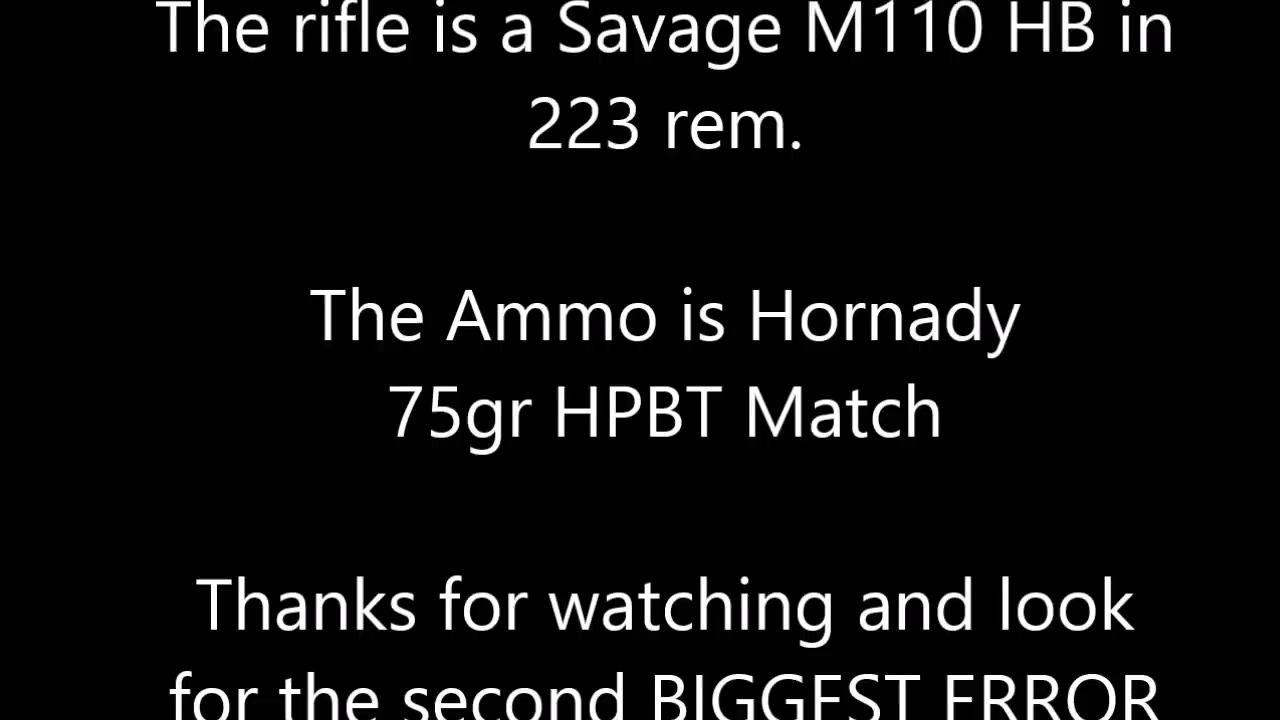 The rifle is a Savage M110 HB in
223 rem.
The Ammo is Hornady
75gr HPBT Match
Thanks for watching and look
for the second BIGGEST ERROR